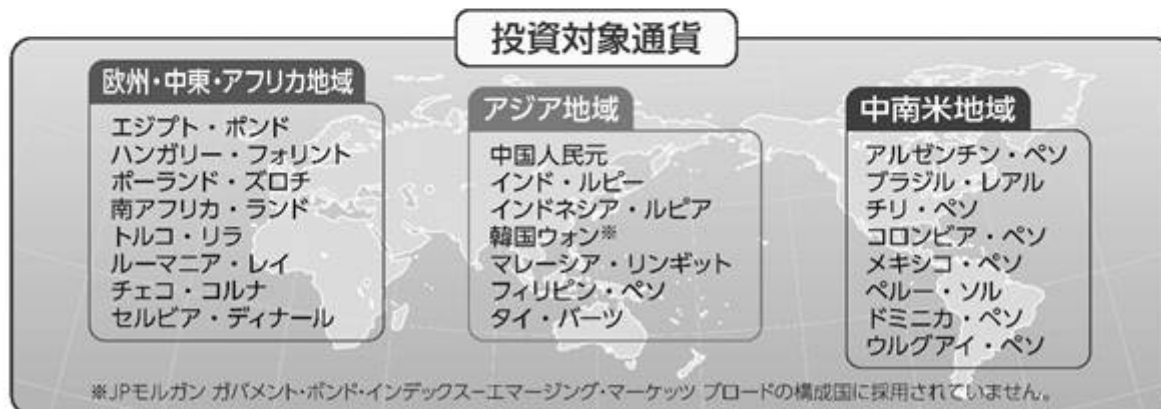 投資対象通貨
欧州・中東・アフリカ地域
エジプト・ポンド
ハンガリー・フォリント
ポーランド・ズロチ
南アフリカ・ランド
トルコ・リラ
ルーマニア・レイ
チェコ・コルナ
セルビア・ディナール
アジア地域
中国人民元
インド・ルピー
インドネシア・ルピア
韓国ウォン※
マレーシア・リンギット
フィリピン・ペソ
タイ・バーツ
中南米地域
アルゼンチン・ペソ
ブラジル・レアル
チリ・ペソ
コロンビア・ペソ
メキシコ・ペソ
ペルー・ソル
ドミニカ・ペソ
ウルグアイ・ペソ
※JPモルガン ガバメント・ボンド・インデックス-エマージング・マーケッツ ブロードの構成国に採用されていません。